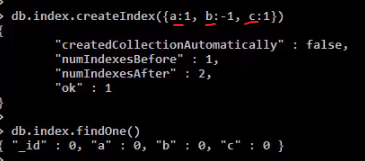 > db.index.createIndex({a:1, b:-1, c:1})
{
"createdCollectionAutomatically" : false,
"numIndexesBefore" : 1,
"numIndexesAfter" : 2,
"ok" : 1
}
>
> db.index.findOne()
{ "_id" : 0, "a" : 0, "b" : 0, "c" : 0 }
>